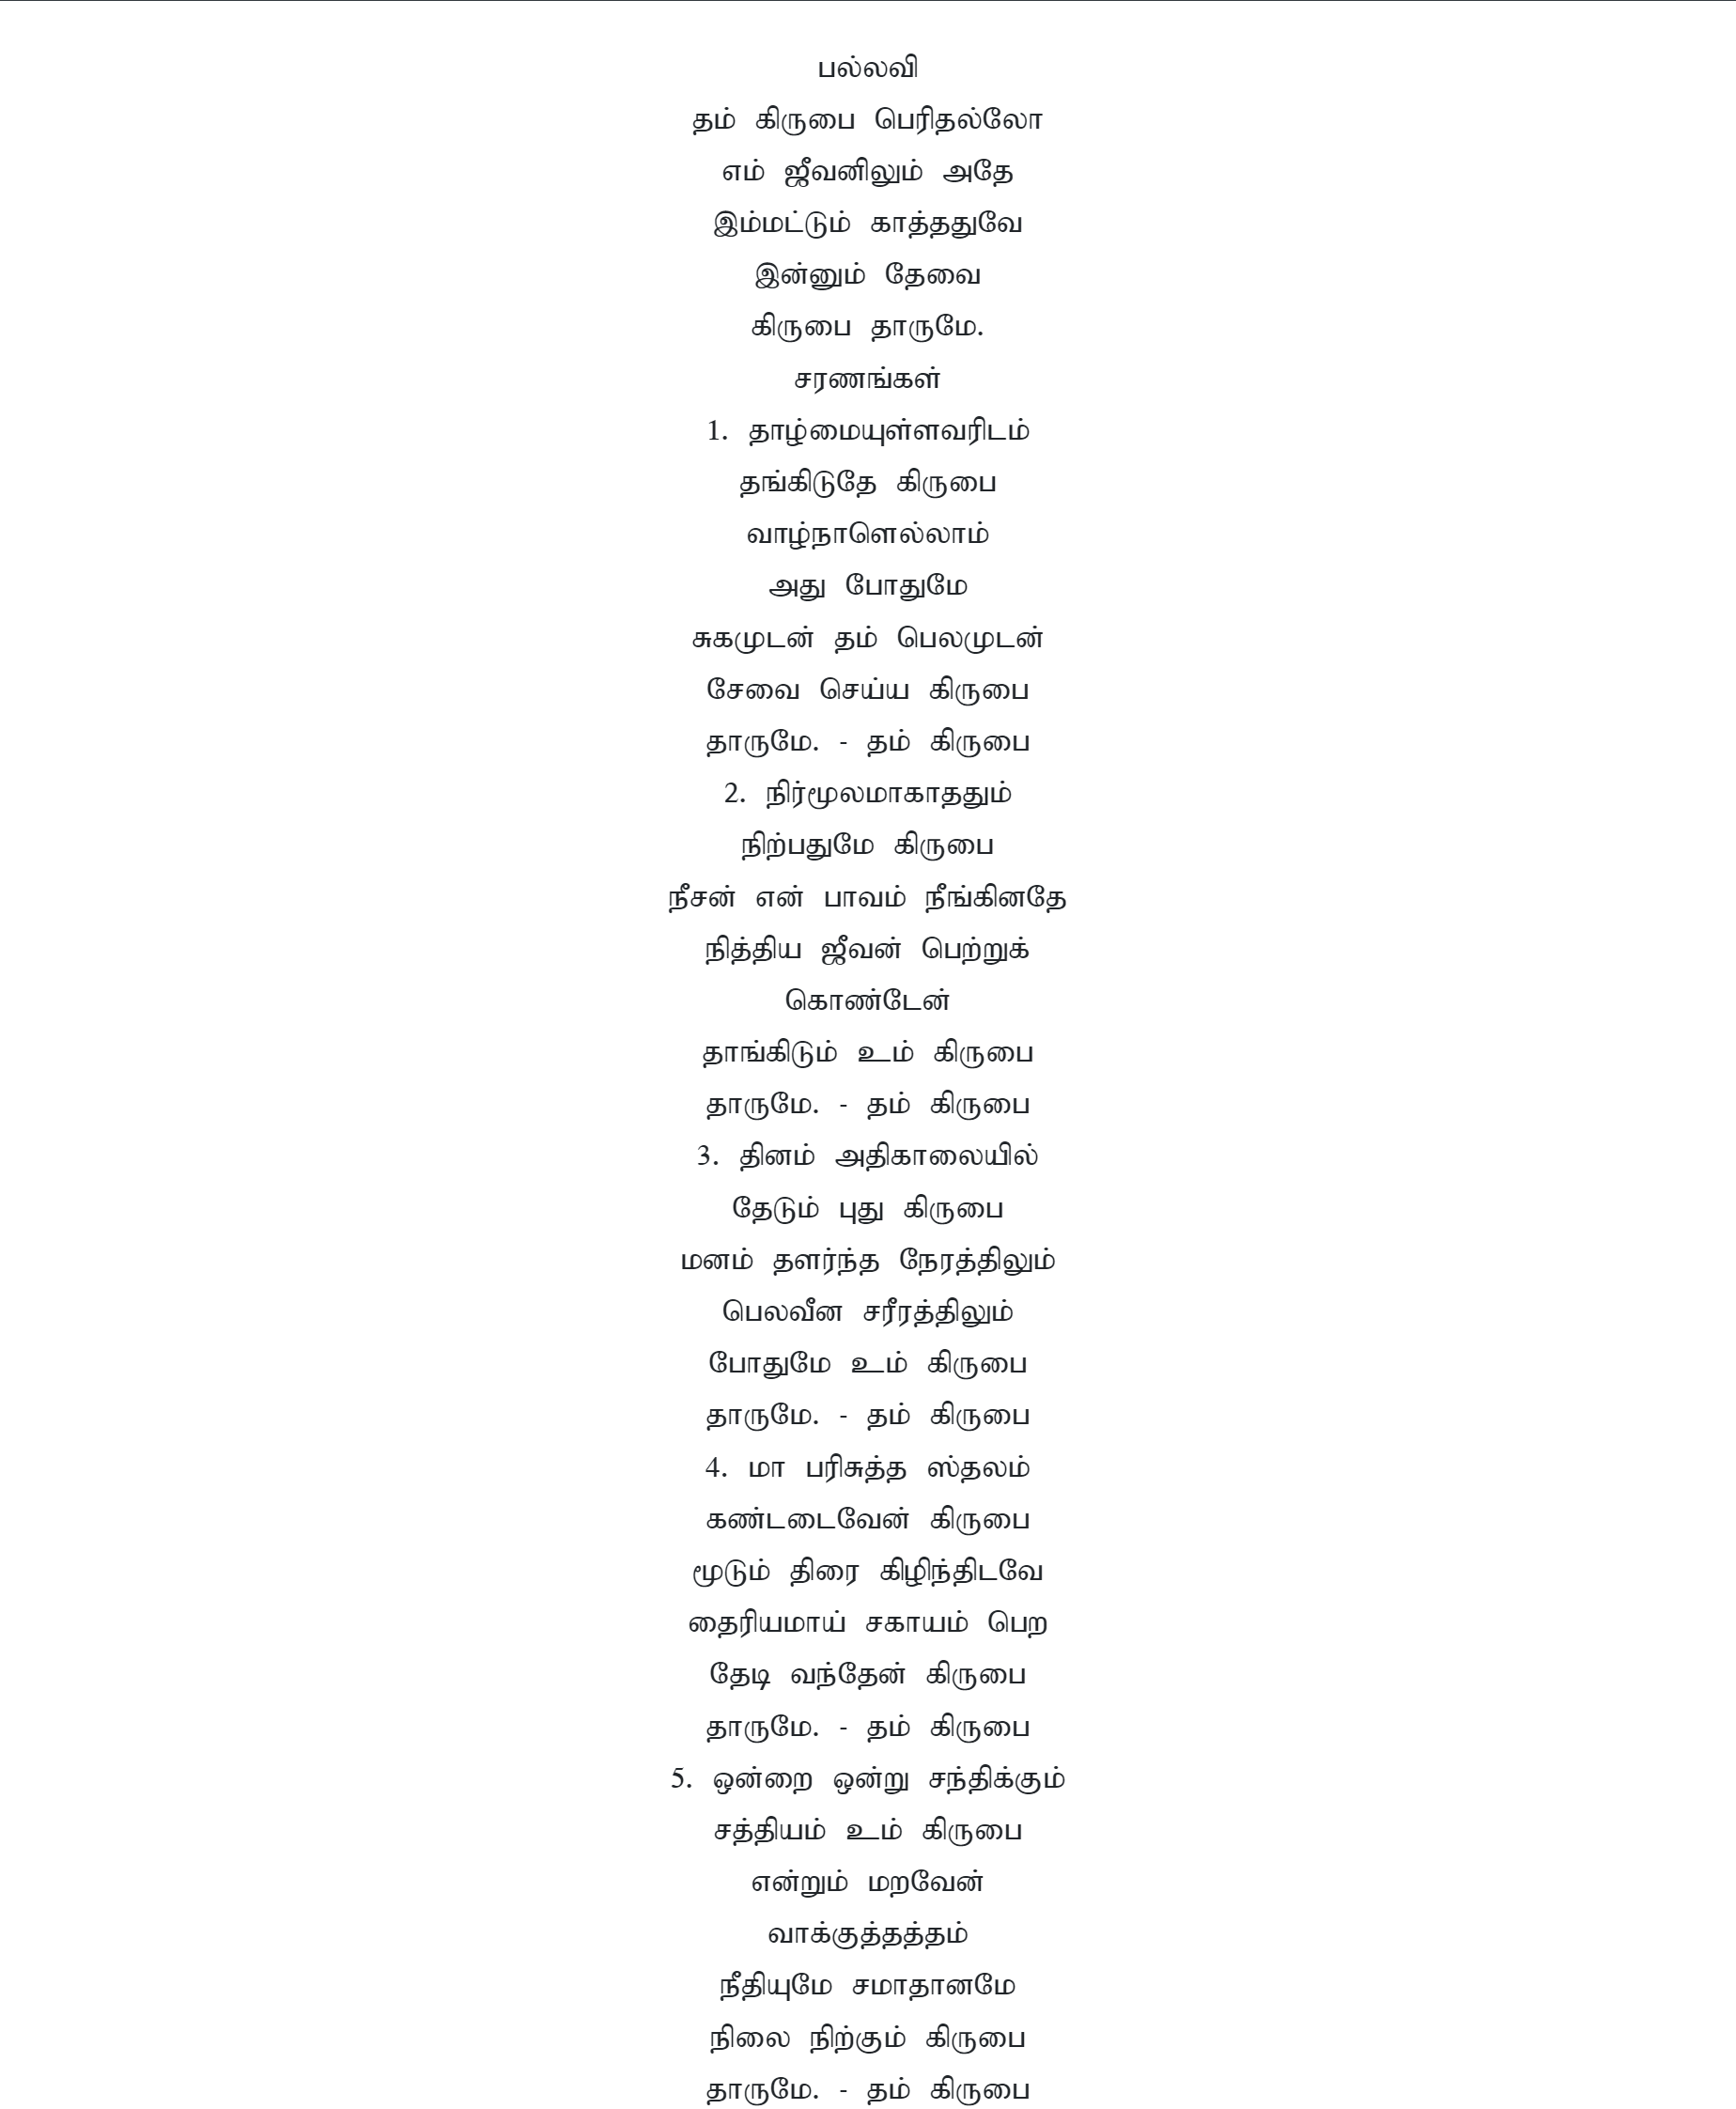 பல்லவி
தம் கிருபை பெரிதல்லோ
எம் ஜீவனிலும் அதே
இம்மட்டும் காத்ததுவே
இன்னும் தேவை
கிருபை தாருமே.
சரணங்கள்
1. தாழ்மையுள்ளவரிடம்
தங்கிடுதே கிருபை
வாழ்நாளெல்லாம்
அது போதுமே
சுகமுடன் தம் பெலமுடன்
சேவை செய்ய கிருபை
தாருமே. - தம் கிருபை
2. நிர்மூலமாகாததும்
நிற்பதுமே கிருபை
நீசன் என் பாவம் நீங்கினதே
நித்திய ஜீவன் பெற்றுக்
கொண்டேன்
தாங்கிடும் உம் கிருபை
தாருமே. - தம் கிருபை
3. தினம் அதிகாலையில்
தேடும் புது கிருபை
மனம் தளர்ந்த நேரத்திலும்
பெலவீன சரீரத்திலும்
போதுமே உம் கிருபை
தாருமே. - தம் கிருபை
4. மா பரிசுத்த ஸ்தலம்
கண்டடைவேன் கிருபை
மூடும் திரை கிழிந்திடவே
தைரியமாய் சகாயம் பெற
தேடி வந்தேன் கிருபை
தாருமே. - தம் கிருபை
5. ஒன்றை ஒன்று சந்திக்கும்
சத்தியம் உம் கிருபை
என்றும் மறவேன்
வாக்குத்தத்தம்
நீதியுமே சமாதானமே
நிலை நிற்கும் கிருபை
தாருமே. - தம் கிருபை